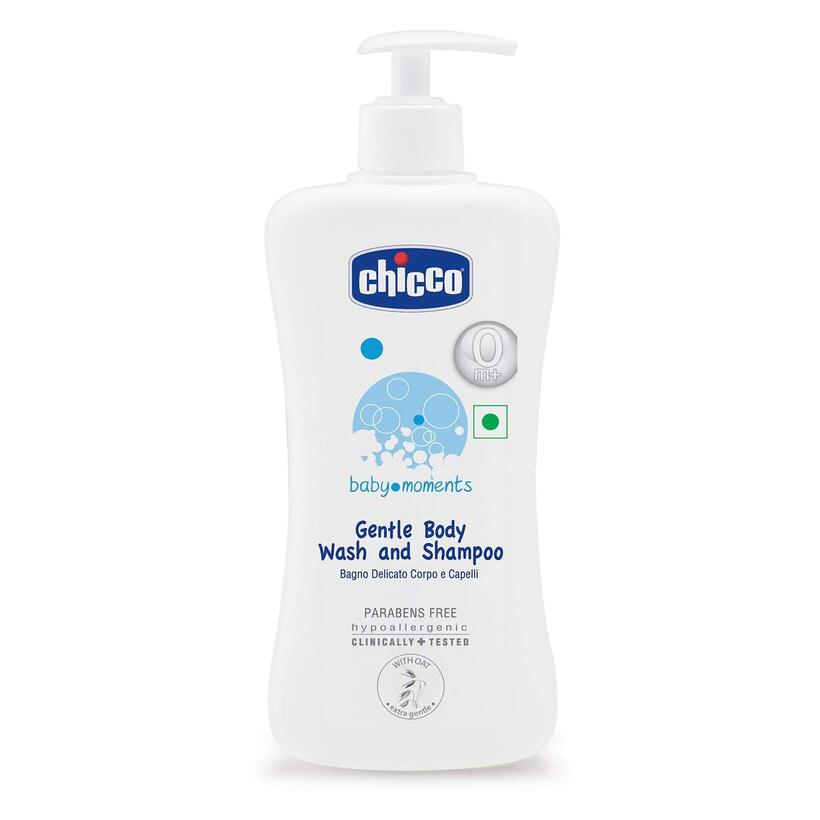 chicco
0
m+
baby moments
Gentle Body
Wash and Shampoo
Bagno Delicato Corpo e Capelli
PARABENS FREE
hypoallergenic
CLINICALLY + TESTED
WITH OAT
• extra gentle •